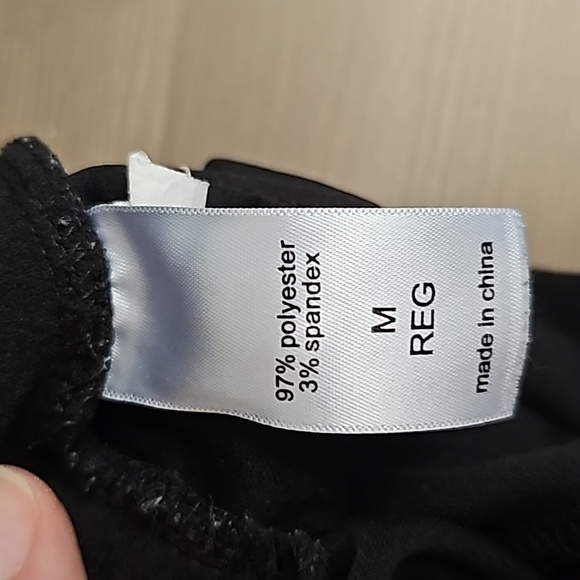 97% polyester
3% spandex
M
REG
made in china